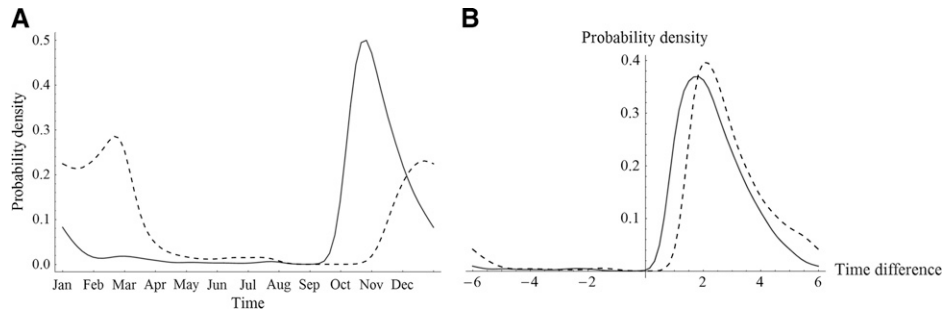 A
Probability density
0.5
0.4
0.3
0.2
0.1
0.0
Jan Feb Mar Apr May Jun Jul Aug Sep Oct Nov Dec
Time
B
Probability density
0.4
0.3
0.2
0.1
−6 −4 −2 2 4 6
Time difference